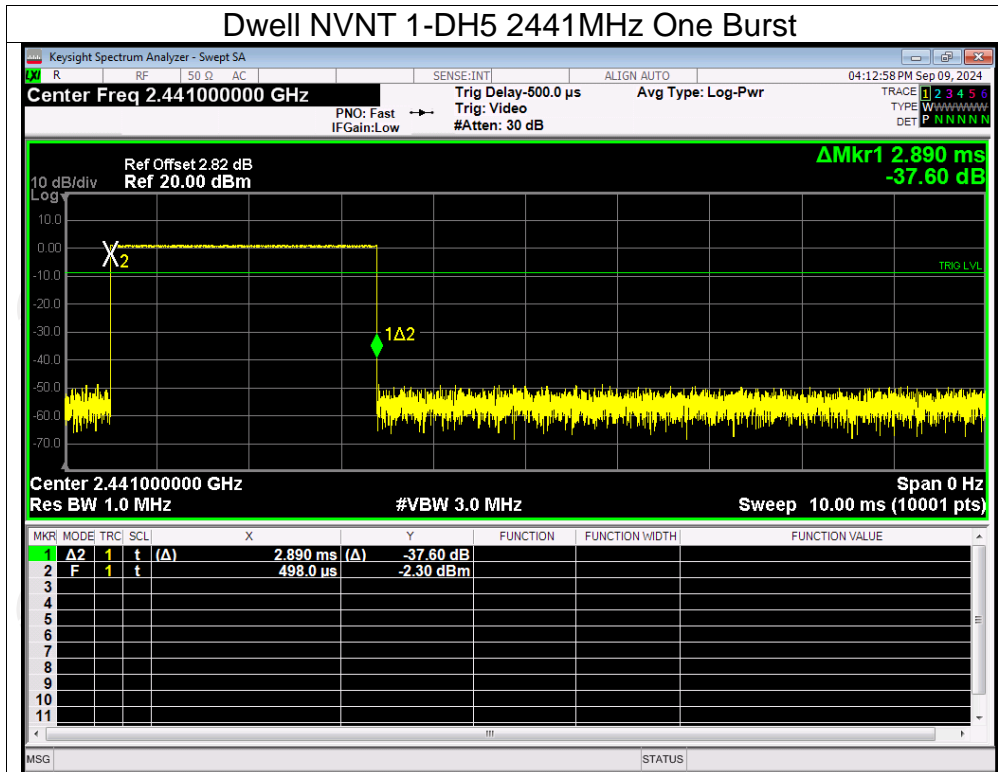 Dwell NVNT 1-DH5 2441MHz One Burst
Keysight Spectrum Analyzer - Swept SA
LXI R RF 50 Ω AC SENSE:INT ALIGN AUTO 04:12:58 PM Sep 09, 2024
Center Freq 2.441000000 GHz Trig Delay-500.0 µs Avg Type: Log-Pwr TRACE 1 2 3 4 5 6
PNO: Fast Trig: Video TYPE WWWWWW
IFGain:Low #Atten: 30 dB DET P N N N N N
ΔMkr1 2.890 ms
-37.60 dB
Ref Offset 2.82 dB
10 dB/div Ref 20.00 dBm
Log
10.0
0.00
2
-10.0
TRIG LVL
-20.0
-30.0
1Δ2
-40.0
-50.0
-60.0
-70.0
Center 2.441000000 GHz Span 0 Hz
Res BW 1.0 MHz #VBW 3.0 MHz Sweep 10.00 ms (10001 pts)
MKR MODE TRC SCL X Y FUNCTION FUNCTION WIDTH FUNCTION VALUE
1 Δ2 1 t (Δ) 2.890 ms (Δ) -37.60 dB
2 F 1 t 498.0 µs -2.30 dBm
3
4
5
6
7
8
9
10
11
MSG STATUS